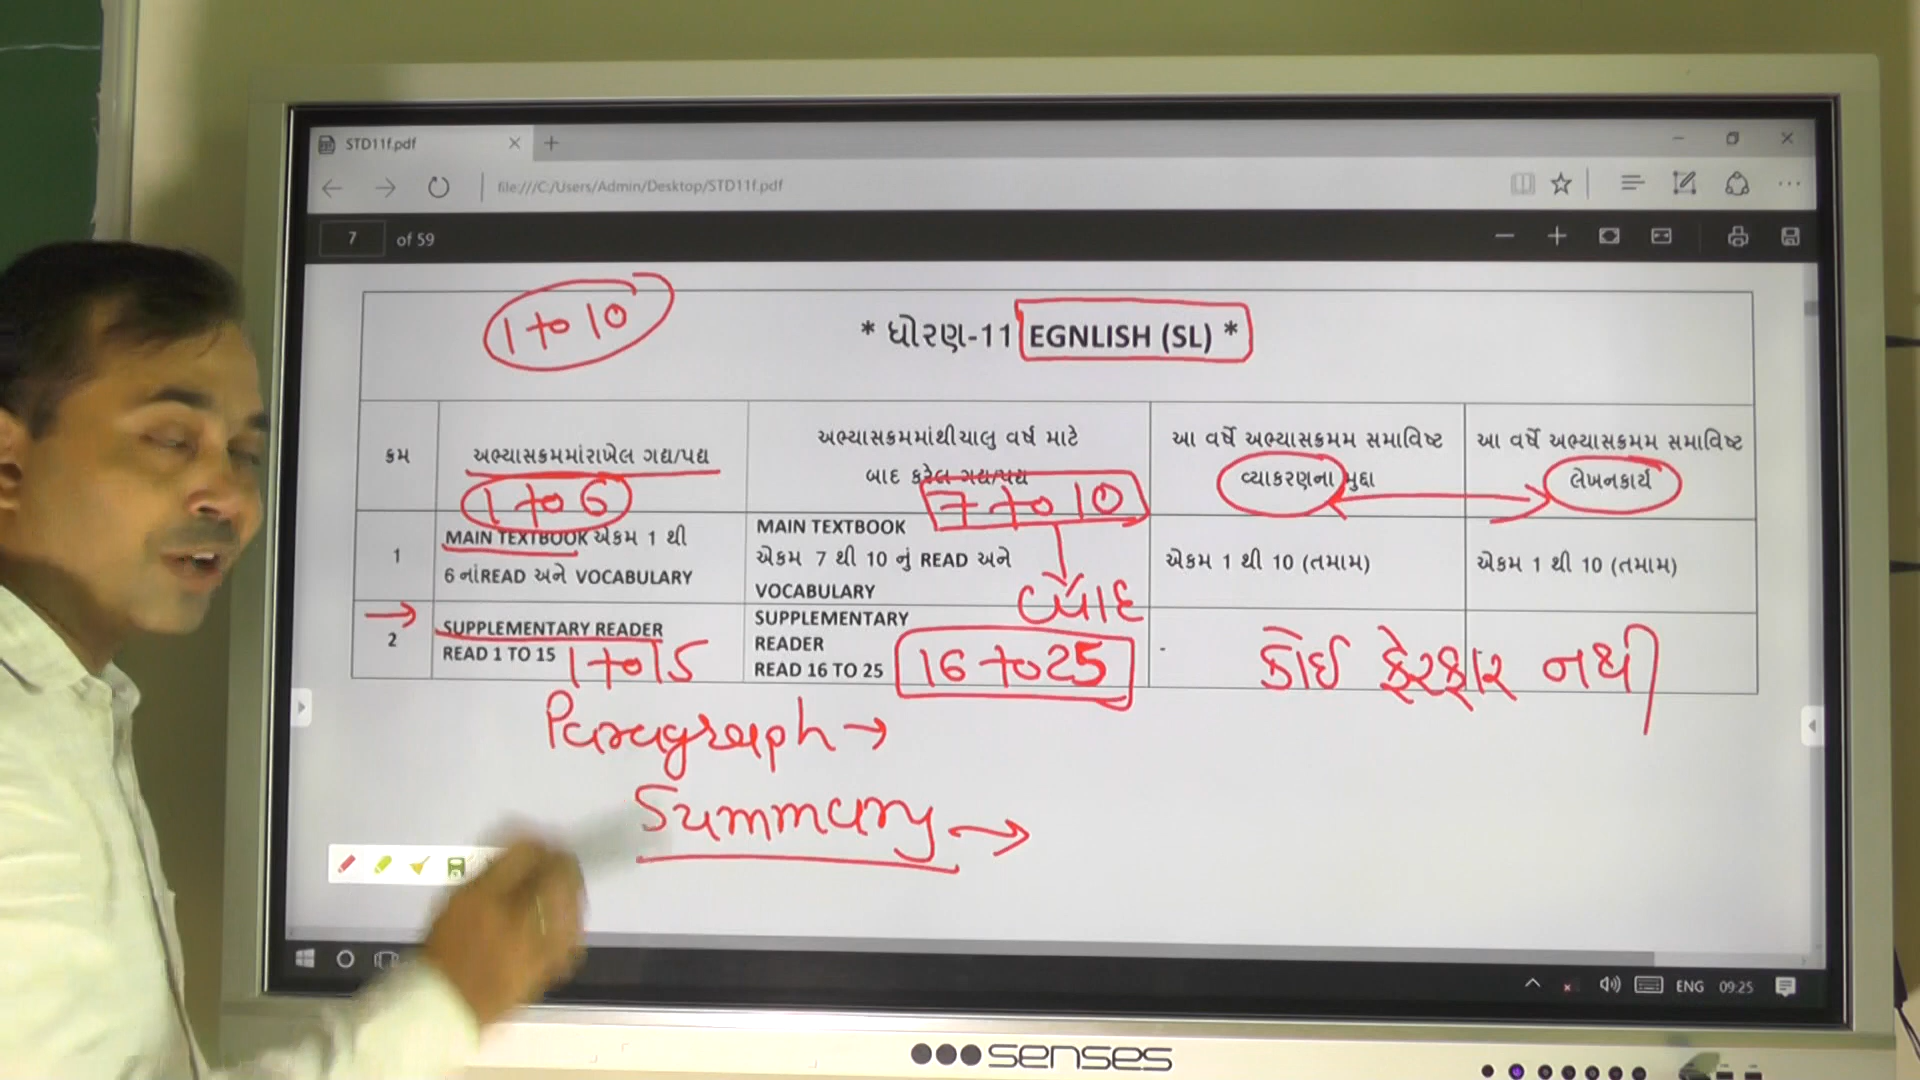 STD11f.pdf
file:///C:/Users/Admin/Desktop/STD11f.pdf
7 of 59
1 to 10
* ધોરણ-11 EGNLISH (SL) *
ક્રમ
અભ્યાસક્રમમાંરાખેલ ગદ્ય/પદ્ય
1 to 6
અભ્યાસક્રમમાંથીચાલુ વર્ષ માટે
બાદ કરેલ ગદ્ય/પદ્ય
7 to 10
આ વર્ષે અભ્યાસક્રમમ સમાવિષ્ટ
વ્યાકરણના મુદ્દા
આ વર્ષે અભ્યાસક્રમમ સમાવિષ્ટ
લેખનકાર્ય
1
MAIN TEXTBOOK એકમ 1 થી
6 નાંREAD અને VOCABULARY
MAIN TEXTBOOK
એકમ 7 થી 10 નું READ અને
VOCABULARY
એકમ 1 થી 10 (તમામ)
એકમ 1 થી 10 (તમામ)
2
SUPPLEMENTARY READER
READ 1 TO 15
1 to 15
SUPPLEMENTARY
READER
READ 16 TO 25
16 to 25
-
કોઈ ફેરફાર નથી
Paragraph →
Summary →
ENG 09:25
senses